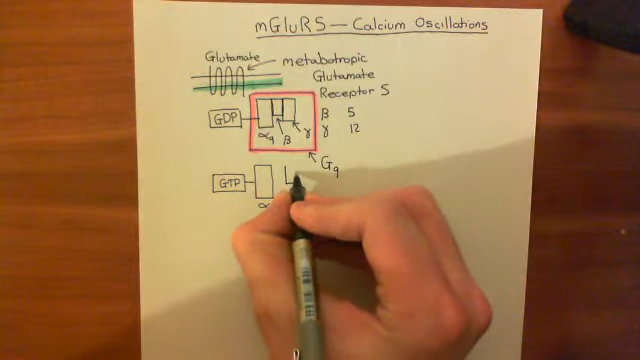 mGluR5 — Calcium Oscillations
Glutamate
metabotropic
Glutamate
Receptor 5
GDP
β 5
γ 12
αq β γ
Gq
GTP
α